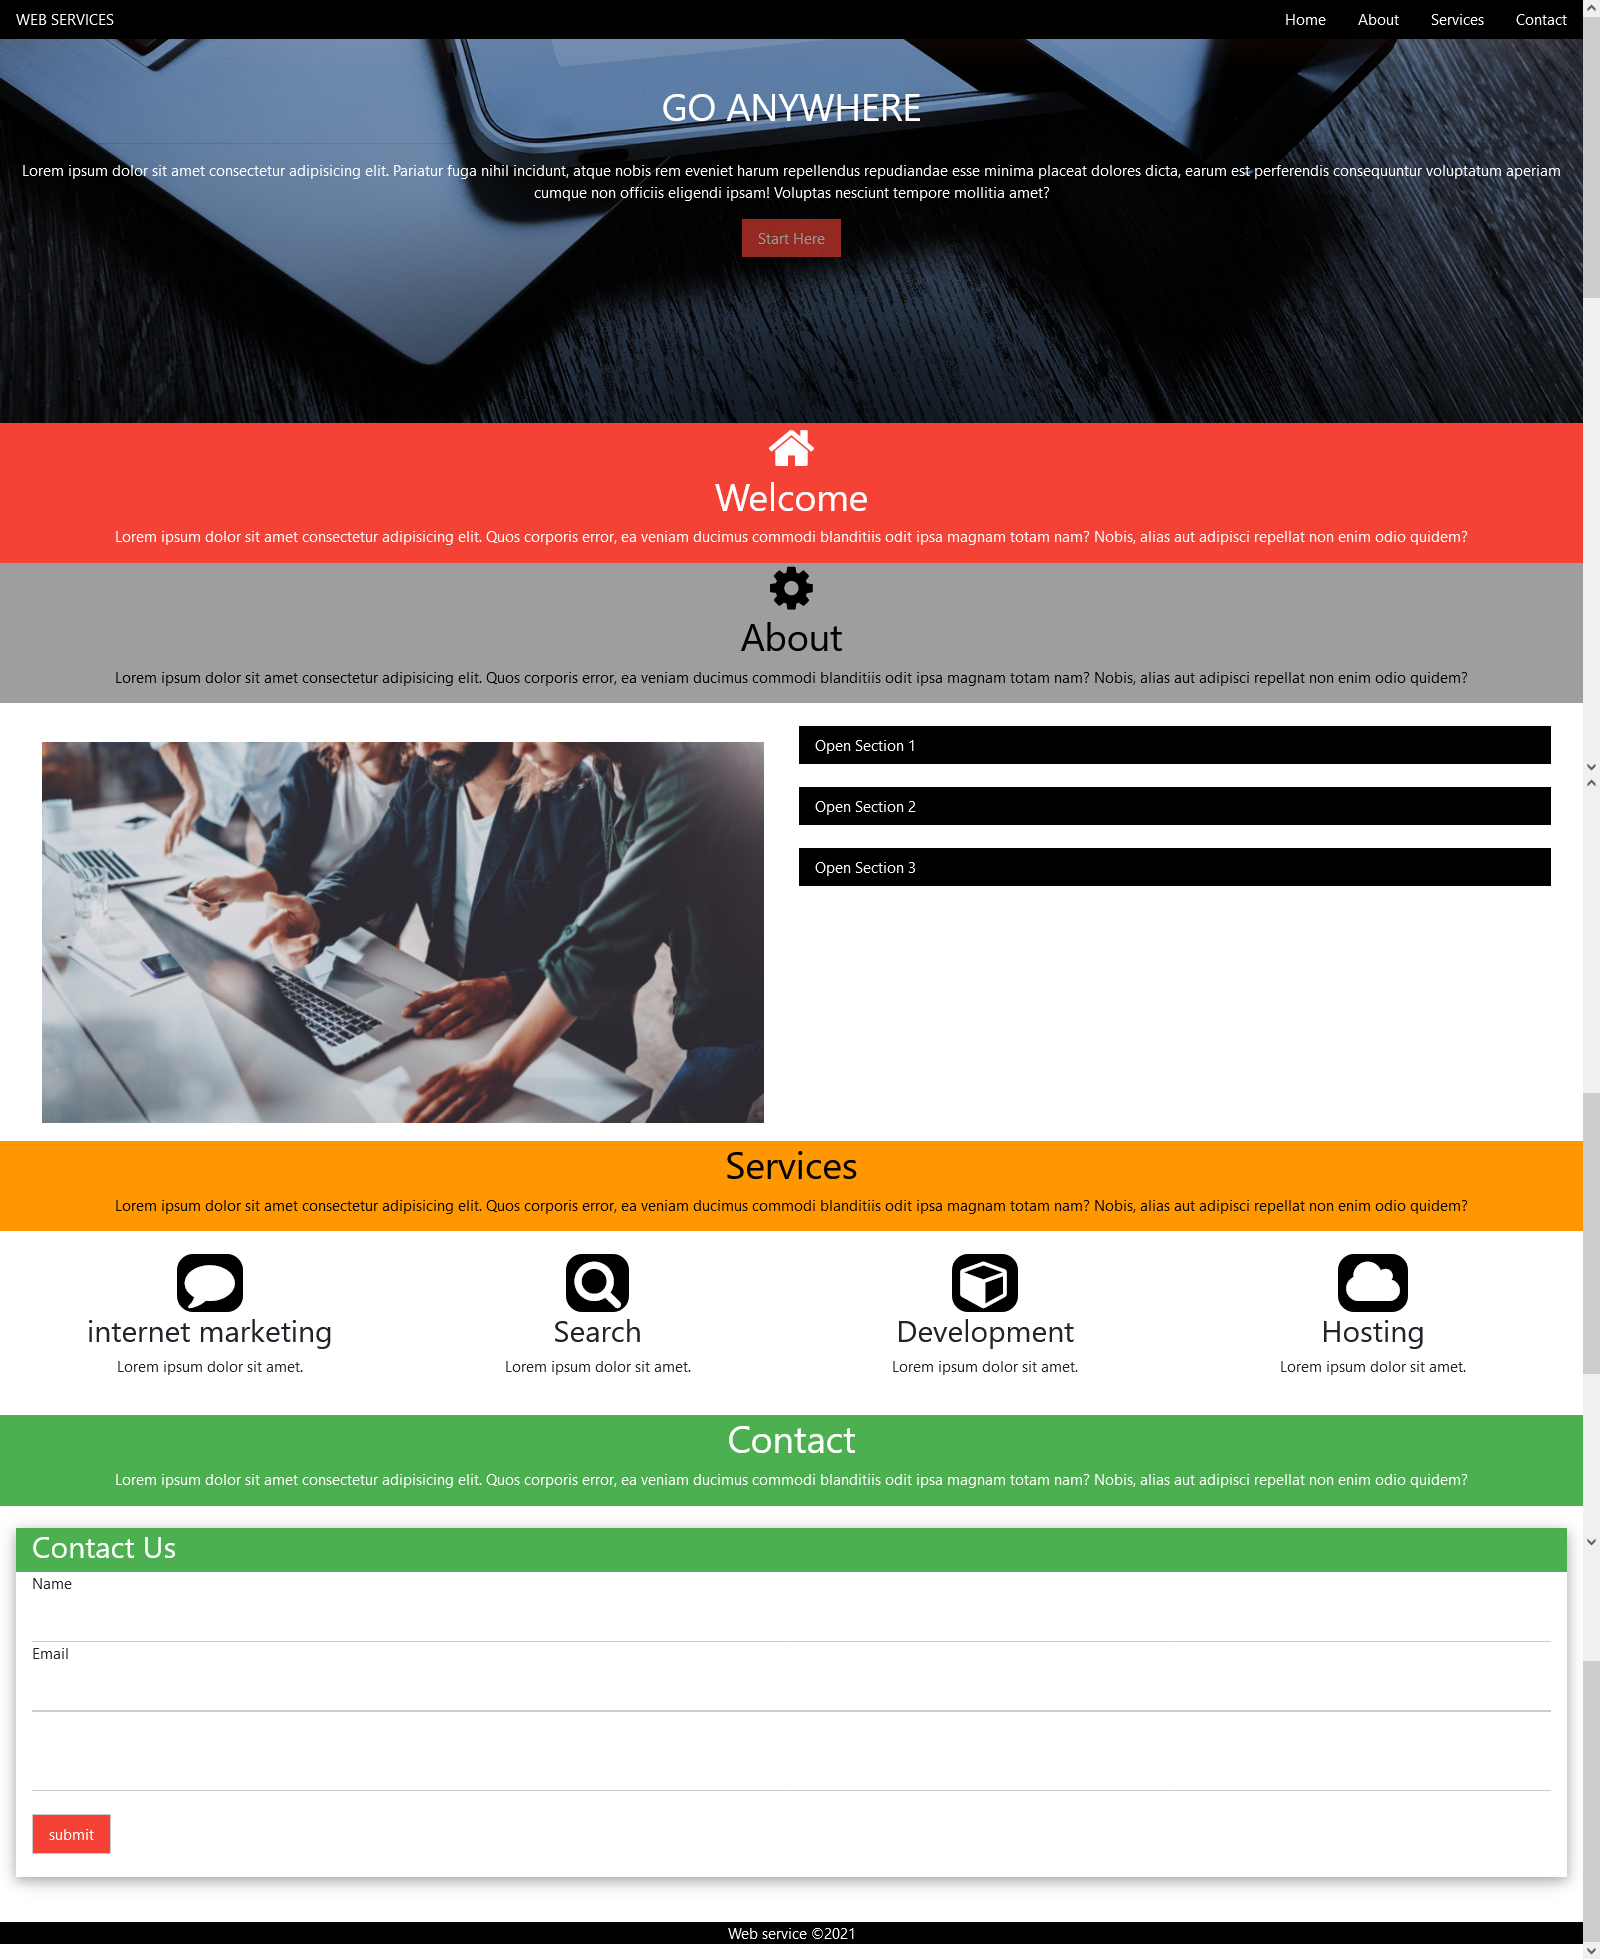 WEB SERVICES
Home
About
Services
Contact
GO ANYWHERE
Lorem ipsum dolor sit amet consectetur adipisicing elit. Pariatur fuga nihil incidunt, atque nobis rem eveniet harum repellendus repudiandae esse minima placeat dolores dicta, earum est perferendis consequuntur voluptatum aperiam
cumque non officiis eligendi ipsam! Voluptas nesciunt tempore mollitia amet?
Start Here
Welcome
Lorem ipsum dolor sit amet consectetur adipisicing elit. Quos corporis error, ea veniam ducimus commodi blanditiis odit ipsa magnam totam nam? Nobis, alias aut adipisci repellat non enim odio quidem?
About
Lorem ipsum dolor sit amet consectetur adipisicing elit. Quos corporis error, ea veniam ducimus commodi blanditiis odit ipsa magnam totam nam? Nobis, alias aut adipisci repellat non enim odio quidem?
Open Section 1
Open Section 2
Open Section 3
Services
Lorem ipsum dolor sit amet consectetur adipisicing elit. Quos corporis error, ea veniam ducimus commodi blanditiis odit ipsa magnam totam nam? Nobis, alias aut adipisci repellat non enim odio quidem?
internet marketing
Lorem ipsum dolor sit amet.
Search
Lorem ipsum dolor sit amet.
Development
Lorem ipsum dolor sit amet.
Hosting
Lorem ipsum dolor sit amet.
Contact
Lorem ipsum dolor sit amet consectetur adipisicing elit. Quos corporis error, ea veniam ducimus commodi blanditiis odit ipsa magnam totam nam? Nobis, alias aut adipisci repellat non enim odio quidem?
Contact Us
Name
Email
submit
Web service ©2021